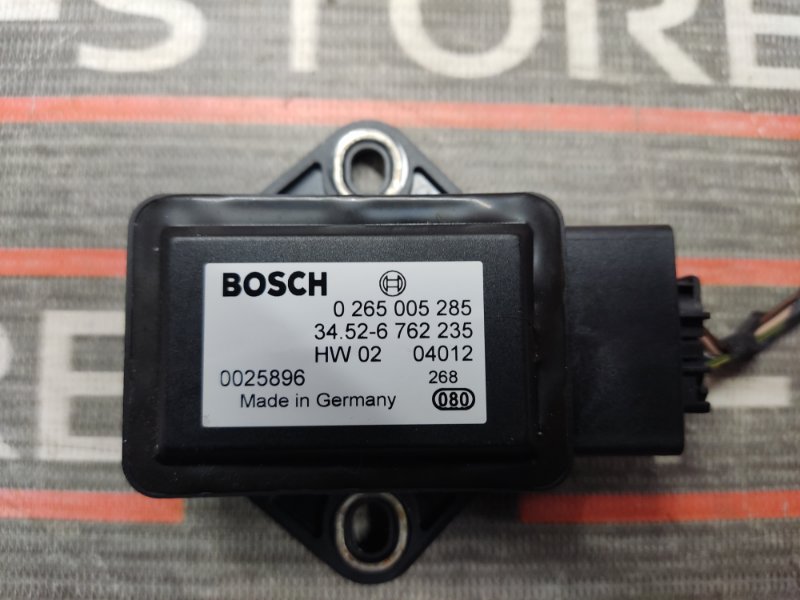 STORE
BOSCH
0 265 005 285
34.52-6 762 235
HW 02 04012
0025896 268
Made in Germany 080